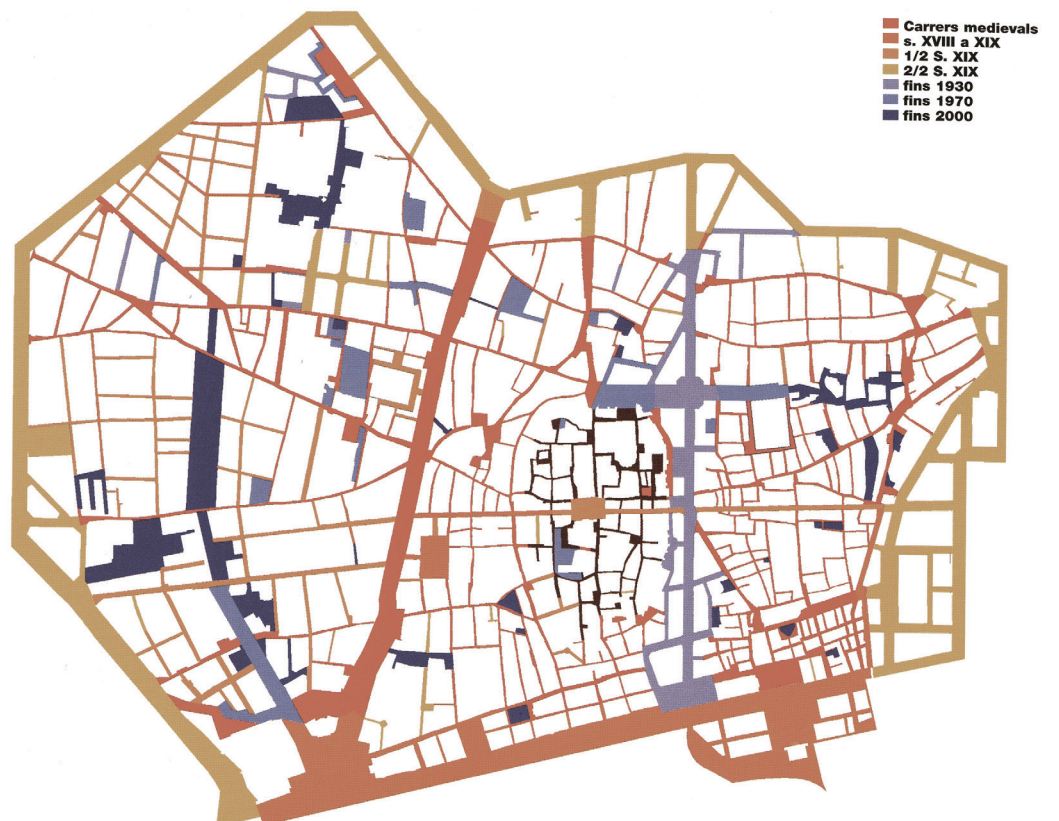 Carrers medievals
s. XVIII a XIX
1/2 S. XIX
2/2 S. XIX
fins 1930
fins 1970
fins 2000